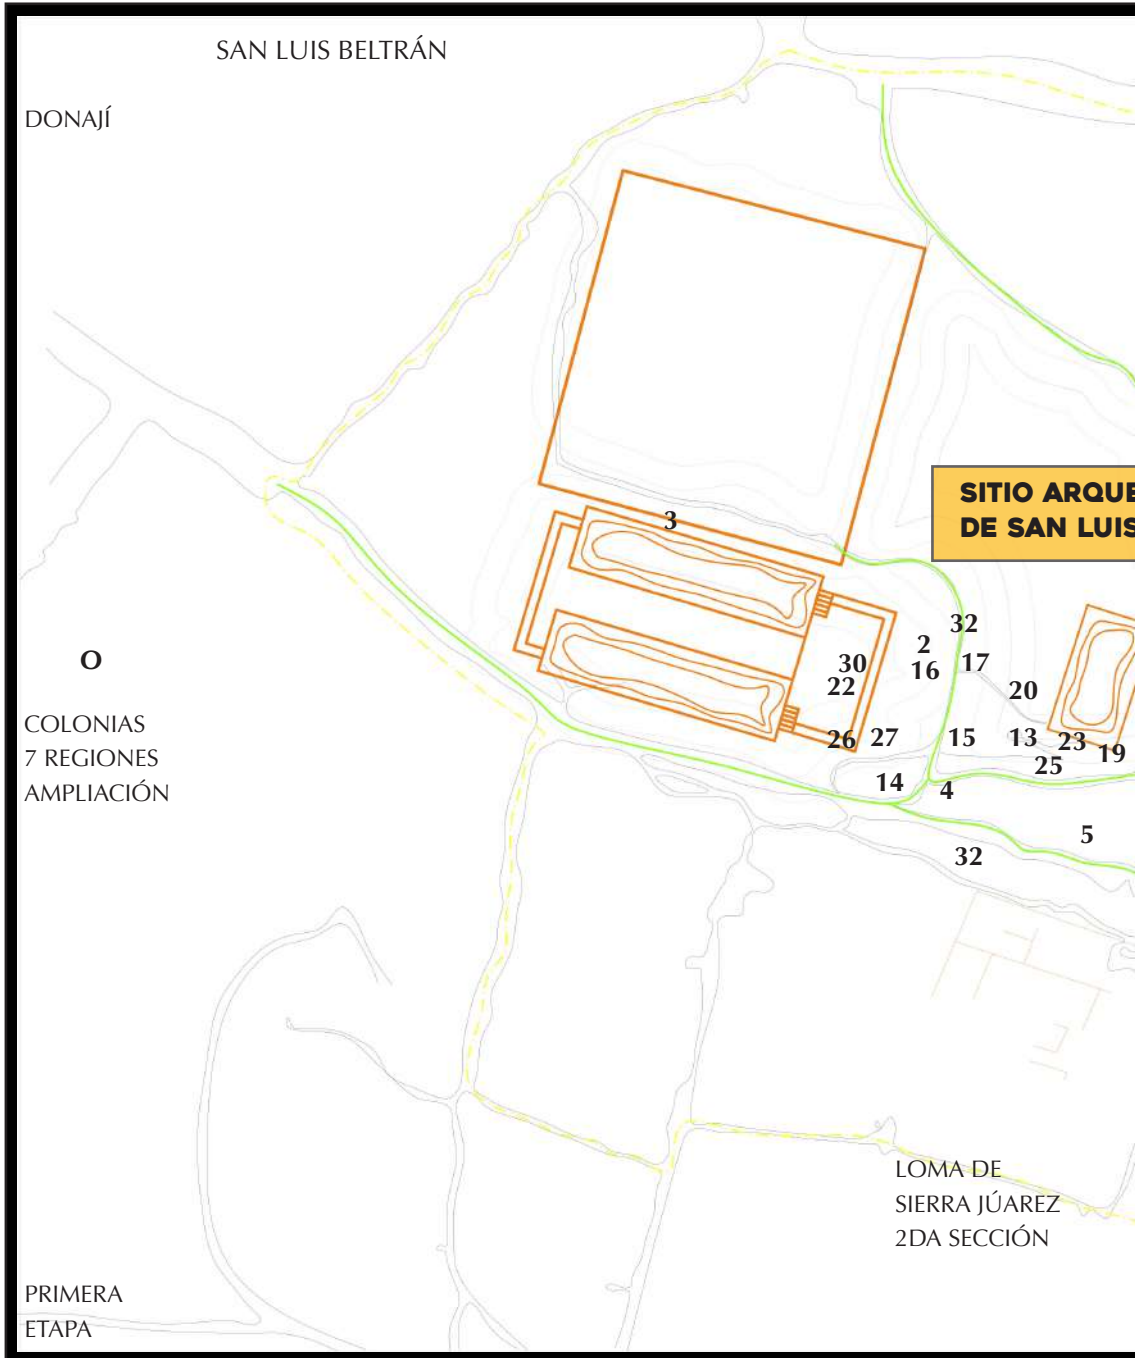 SAN LUIS BELTRÁN
DONAJÍ
SITIO ARQUE
DE SAN LUIS
3
32
2
30
16
17
22
20
26
27
15
13
23
19
25
14
4
5
32
O
COLONIAS
7 REGIONES
AMPLIACIÓN
LOMA DE
SIERRA JÚAREZ
2DA SECCIÓN
PRIMERA
ETAPA